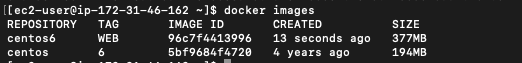 [[ec2-user@ip-172-31-46-162 ~]$ docker images
REPOSITORY TAG IMAGE ID CREATED SIZE
centos6 WEB 96c7f4413996 13 seconds ago 377MB
centos 6 5bf9684f4720 4 years ago 194MB